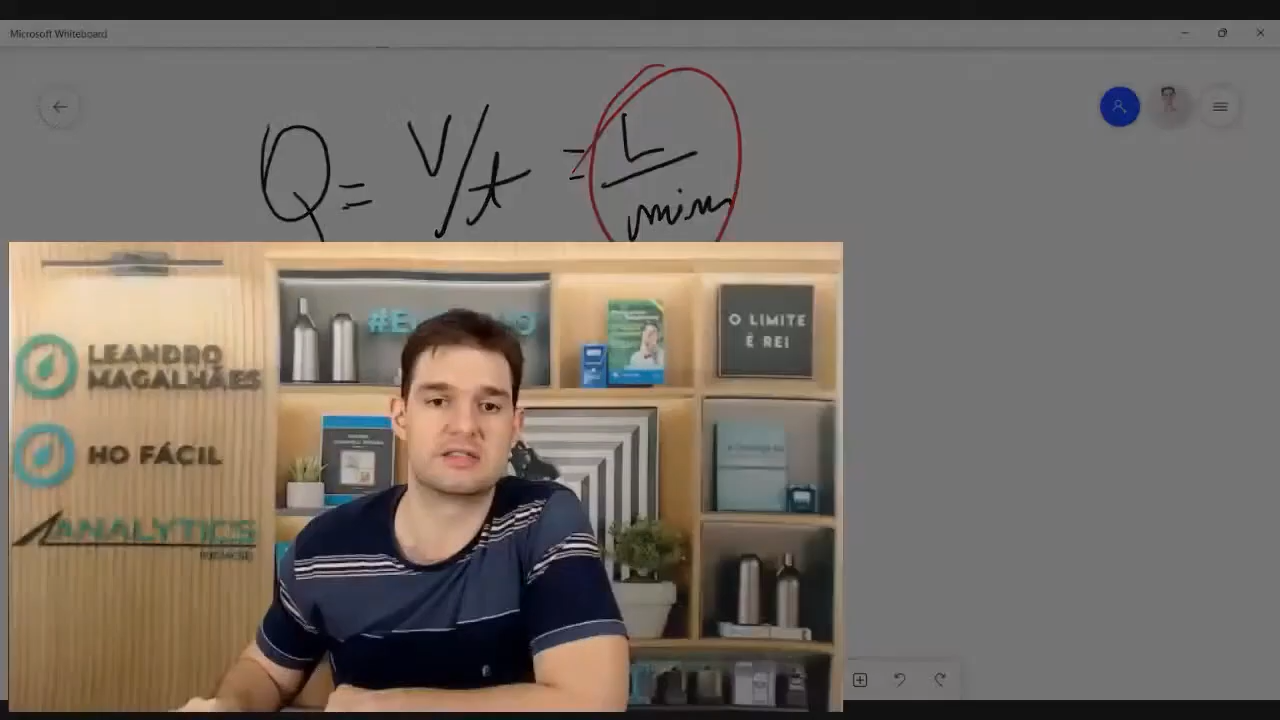 Microsoft Whiteboard
Q= V/t = L/min
O LIMITE
É REI
LEANDRO
MAGALHÃES
HO FÁCIL
ANALYTICS